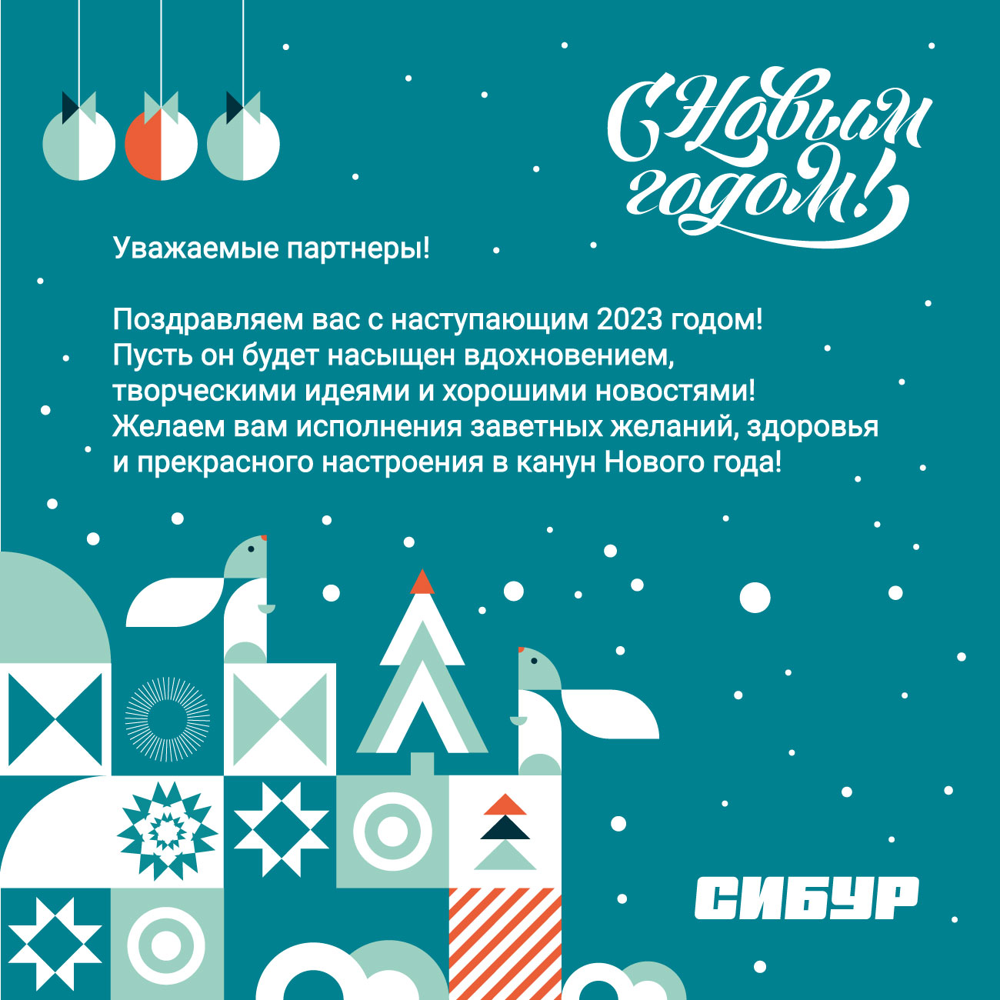 С Новым
годом!
Уважаемые партнеры!
Поздравляем вас с наступающим 2023 годом!
Пусть он будет насыщен вдохновением,
творческими идеями и хорошими новостями!
Желаем вам исполнения заветных желаний, здоровья
и прекрасного настроения в канун Нового года!
СИБУР